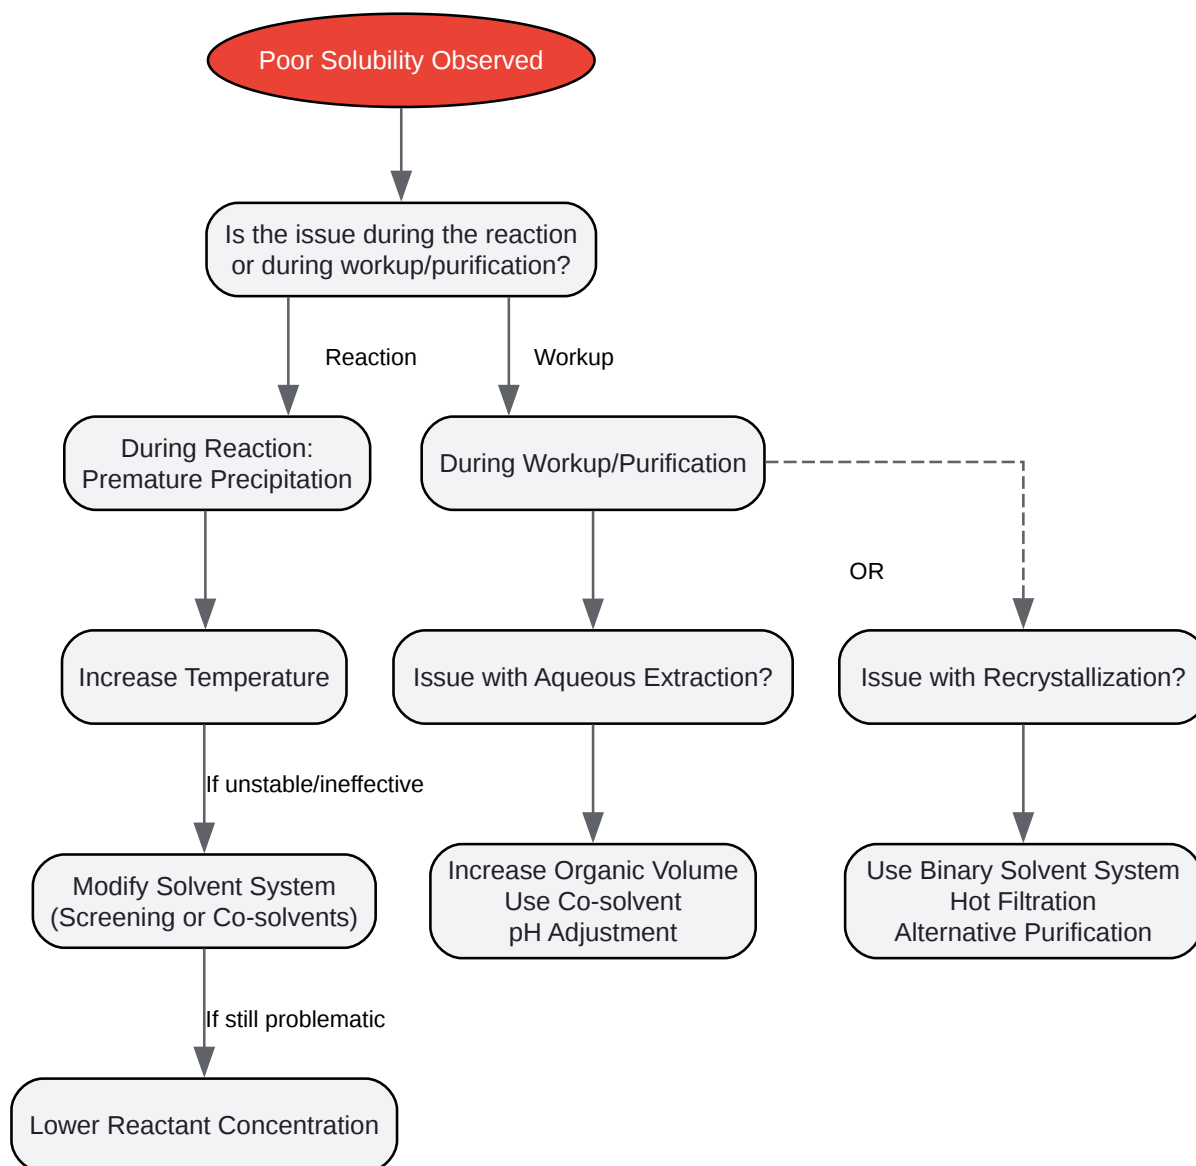 Poor Solubility Observed
Is the issue during the reaction
or during workup/purification?
Reaction
Workup
During Reaction:
Premature Precipitation
During Workup/Purification
OR
Increase Temperature
Issue with Aqueous Extraction?
Issue with Recrystallization?
If unstable/ineffective
Modify Solvent System
(Screening or Co-solvents)
Increase Organic Volume
Use Co-solvent
pH Adjustment
Use Binary Solvent System
Hot Filtration
Alternative Purification
If still problematic
Lower Reactant Concentration